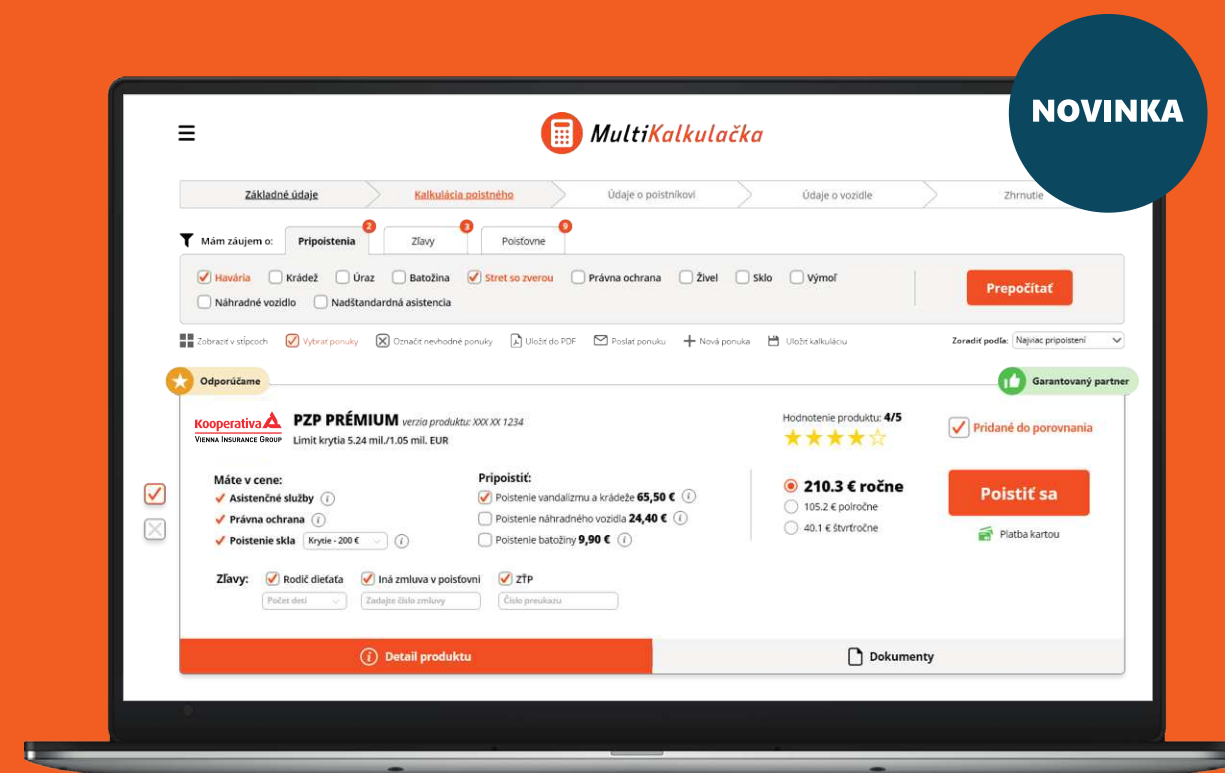 NOVINKA
MultiKalkulačka
Základné údaje Kalkulácia poistného Údaje o poistníkovi Údaje o vozidle Zhrnutie
Mám záujem o: Pripoistenia 2 Zľavy 3 Poisťovne 9
Havária Krádež Úraz Batožina Stret so zverou Právna ochrana Živel Sklo Výmoľ
Náhradné vozidlo Nadštandardná asistencia
Prepočítať
Zobraziť v stĺpcoch Vybrať ponuky Označiť nevhodné ponuky Uložiť do PDF Poslať ponuku Nová ponuka Uložiť kalkuláciu Zoradiť podľa: Najviac pripoistení
Odporúčame Garantovaný partner
Kooperativa
VIENNA INSURANCE GROUP
PZP PRÉMIUM verzia produktu: XXX XX 1234
Limit krytia 5.24 mil./1.05 mil. EUR
Hodnotenie produktu: 4/5
Pridané do porovnania
Máte v cene:
Asistenčné služby
Právna ochrana
Poistenie skla Krytie - 200 €
Pripoistiť:
Poistenie vandalizmu a krádeže 65,50 €
Poistenie náhradného vozidla 24,40 €
Poistenie batožiny 9,90 €
210.3 € ročne
105.2 € polročne
40.1 € štvrťročne
Poistiť sa
Platba kartou
Zľavy: Rodič dieťaťa Iná zmluva v poisťovni ZŤP
Počet detí Zadajte číslo zmluvy Číslo preukazu
Detail produktu Dokumenty